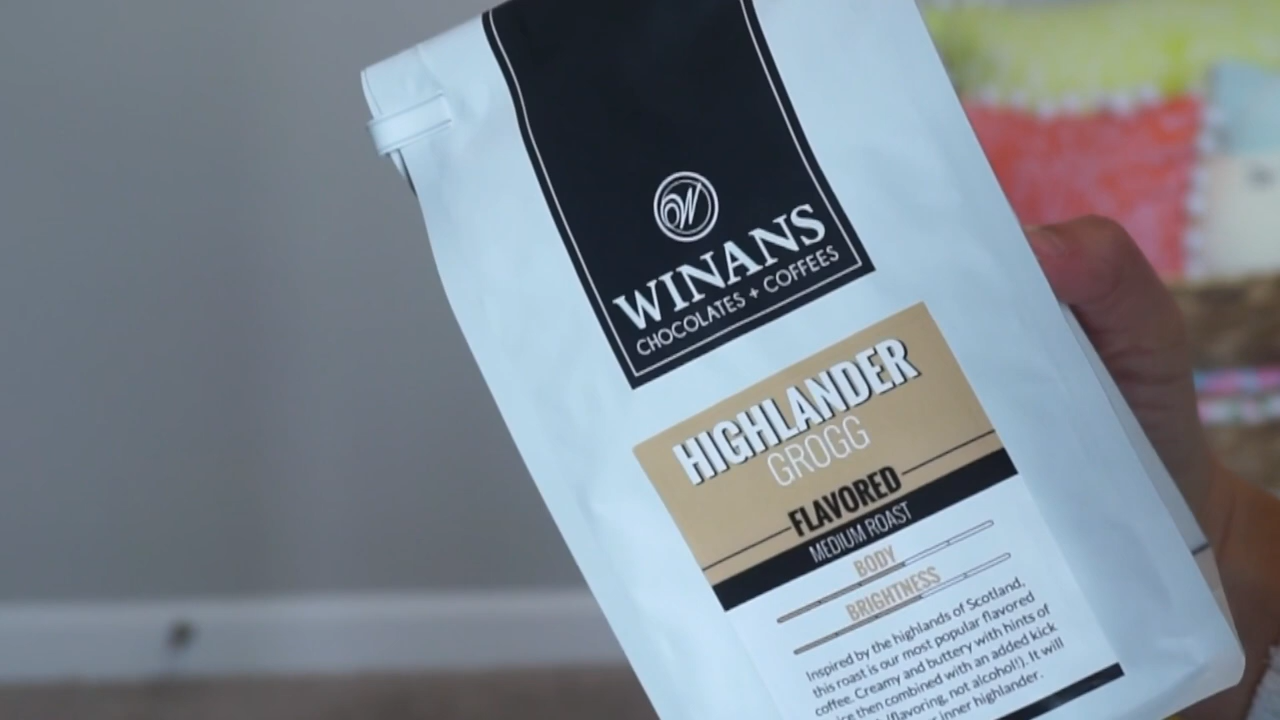 W
WINANS
CHOCOLATES + COFFEES
HIGHLANDER
GROGG
FLAVORED
MEDIUM ROAST
BODY
BRIGHTNESS
Inspired by the highlands of Scotland,
this roast is our most popular flavored
coffee. Creamy and buttery with hints of
then combined with an added kick
(flavoring, not alcohol!). It will
inner highlander.